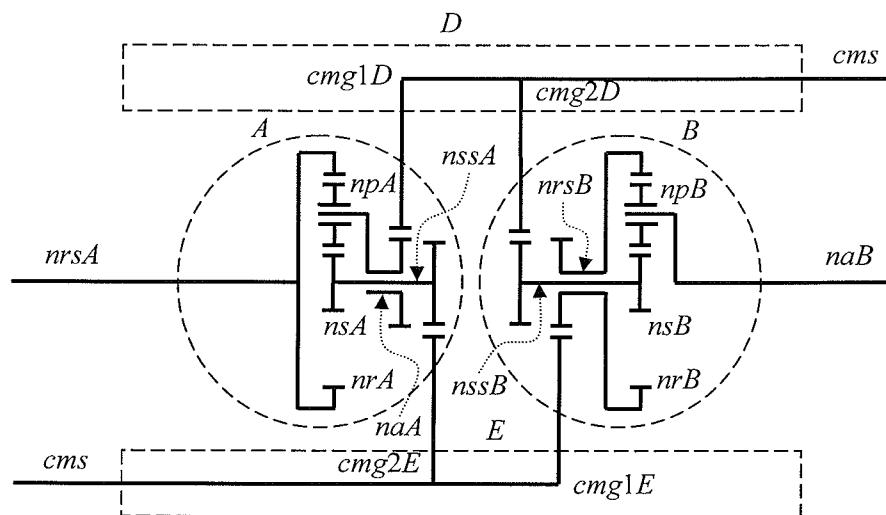 D
cmg1D
cms
cmg2D
A
nssA
B
npA
nrsB
npB
nrsA
naB
nsA
nsB
nssB
nrA
nrB
naA
E
cms
cmg2E
cmg1E